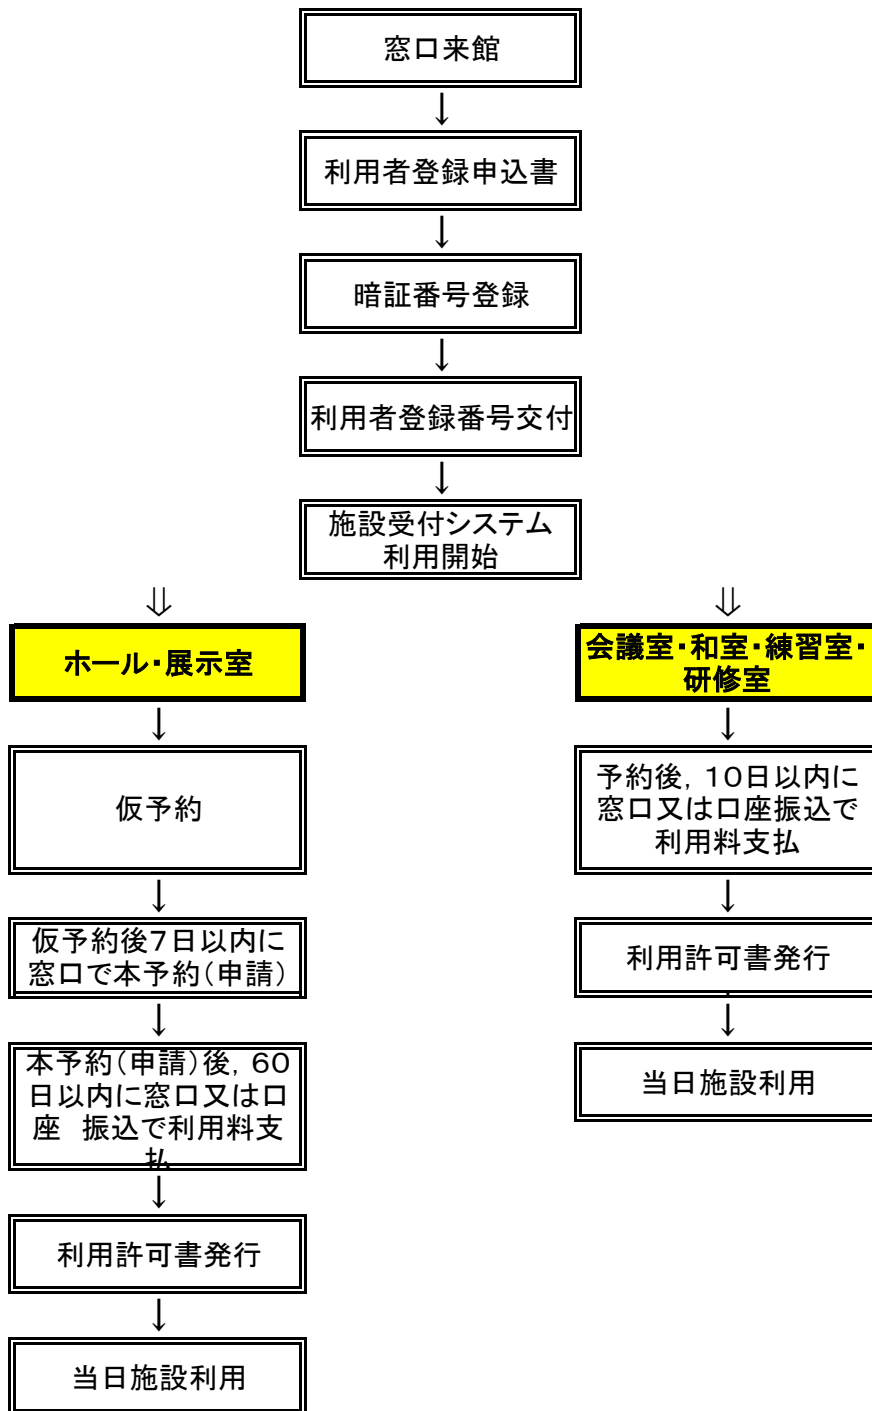 窓口来館
↓
利用者登録申込書
↓
暗証番号登録
↓
利用者登録番号交付
↓
施設受付システム
利用開始
⇓
ホール・展示室
↓
仮予約
↓
仮予約後７日以内に
窓口で本予約（申請）
↓
本予約（申請）後，６０
日以内に窓口又は口
座　振込で利用料支
払
↓
利用許可書発行
↓
当日施設利用
⇓
会議室・和室・練習室・
研修室
↓
予約後，１０日以内に
窓口又は口座振込で
利用料支払
↓
利用許可書発行
↓
当日施設利用